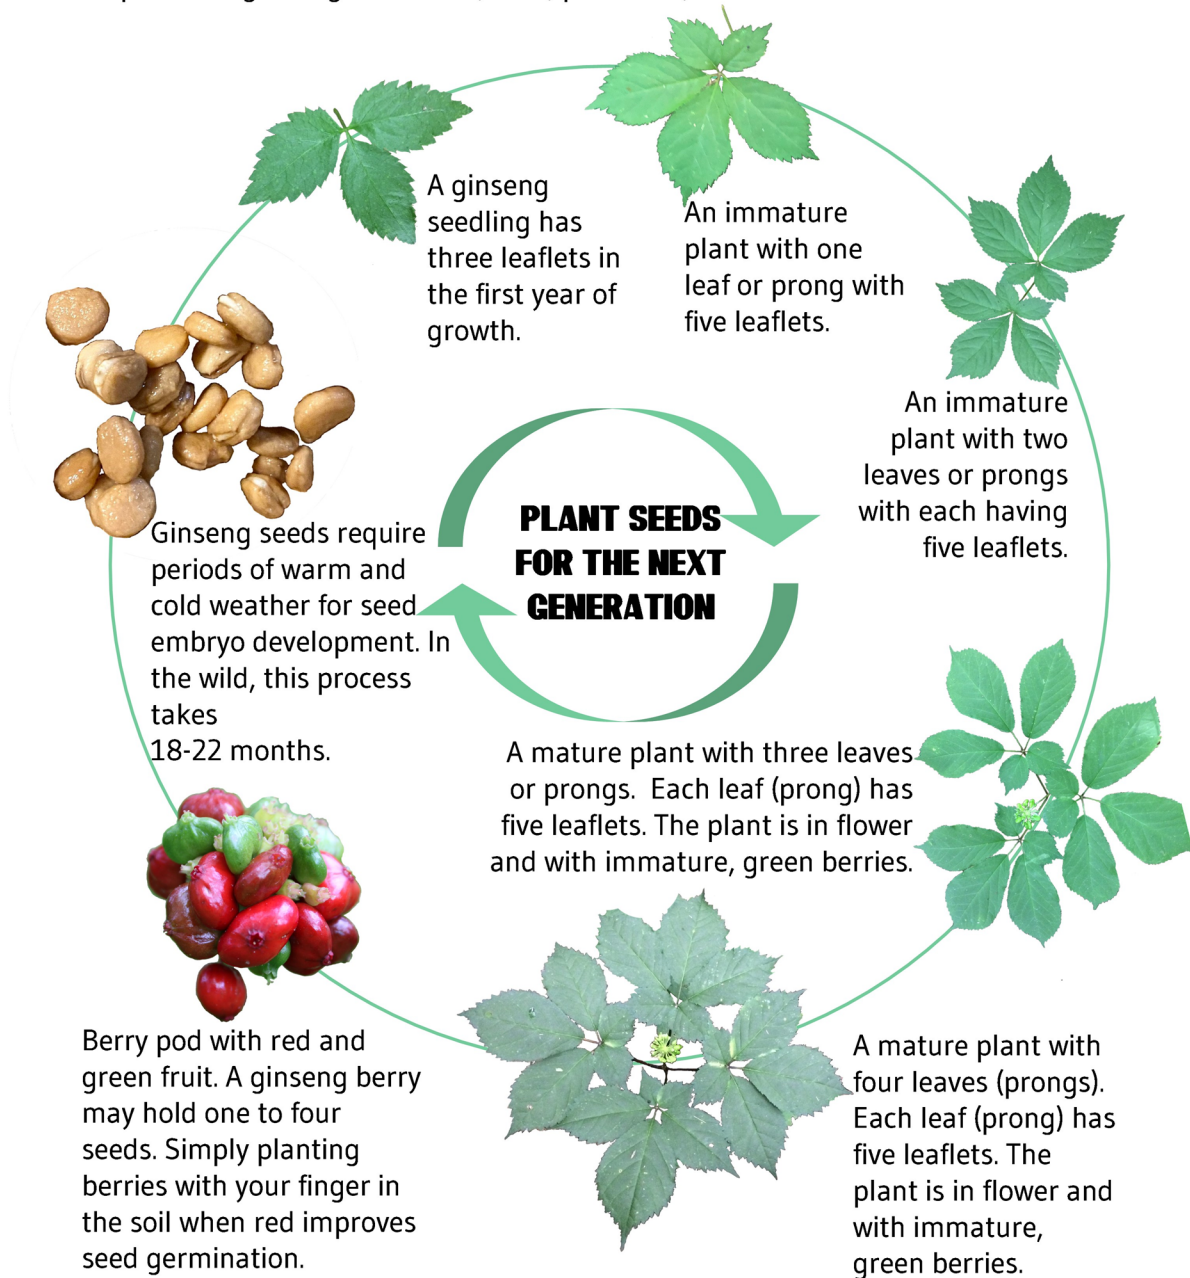 A ginseng
seedling has
three leaflets in
the first year of
growth.
An immature
plant with one
leaf or prong with
five leaflets.
An immature
plant with two
leaves or prongs
with each having
five leaflets.
PLANT SEEDS
FOR THE NEXT
GENERATION
Ginseng seeds require
periods of warm and
cold weather for seed
embryo development. In
the wild, this process
takes
18-22 months.
A mature plant with three leaves
or prongs.  Each leaf (prong) has
five leaflets. The plant is in flower
and with immature, green berries.
Berry pod with red and
green fruit. A ginseng berry
may hold one to four
seeds. Simply planting
berries with your finger in
the soil when red improves
seed germination.
A mature plant with
four leaves (prongs).
Each leaf (prong) has
five leaflets. The
plant is in flower and
with immature,
green berries.